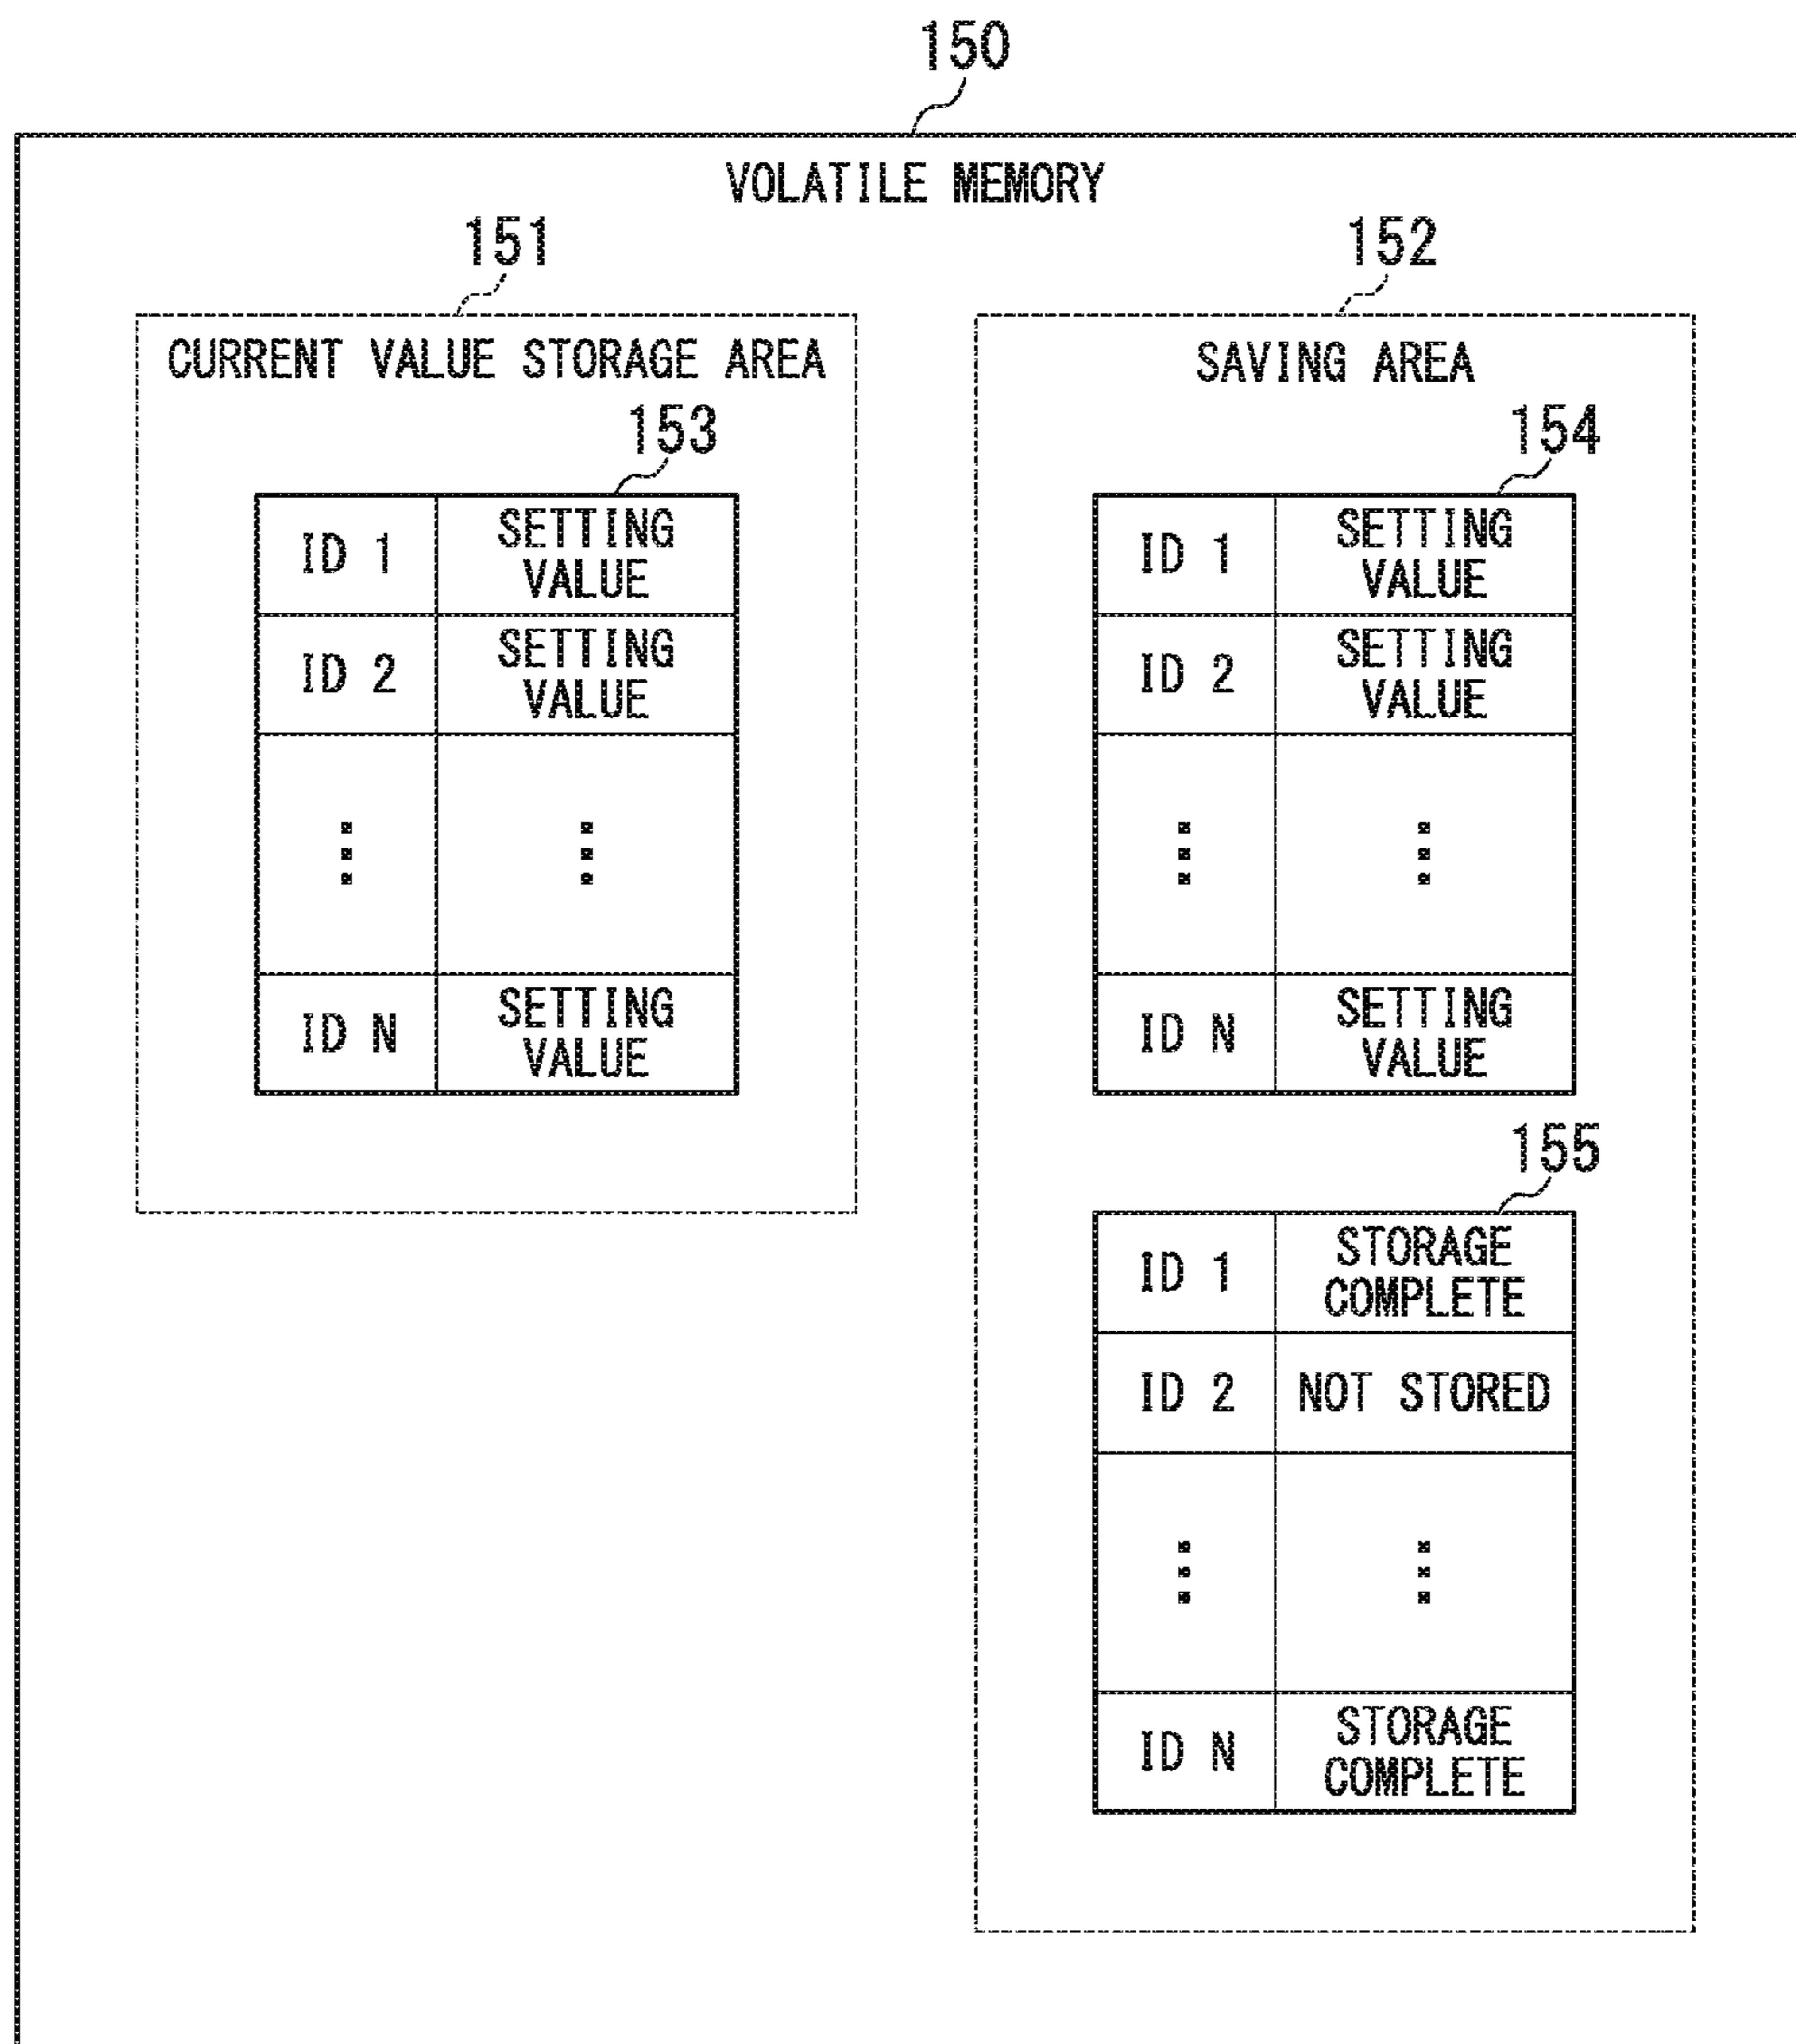 150
VOLATILE MEMORY
151
CURRENT VALUE STORAGE AREA
153
ID 1 SETTING
VALUE
ID 2 SETTING
VALUE
ID N SETTING
VALUE
152
SAVING AREA
154
ID 1 SETTING
VALUE
ID 2 SETTING
VALUE
ID N SETTING
VALUE
155
ID 1 STORAGE
COMPLETE
ID 2 NOT STORED
ID N STORAGE
COMPLETE